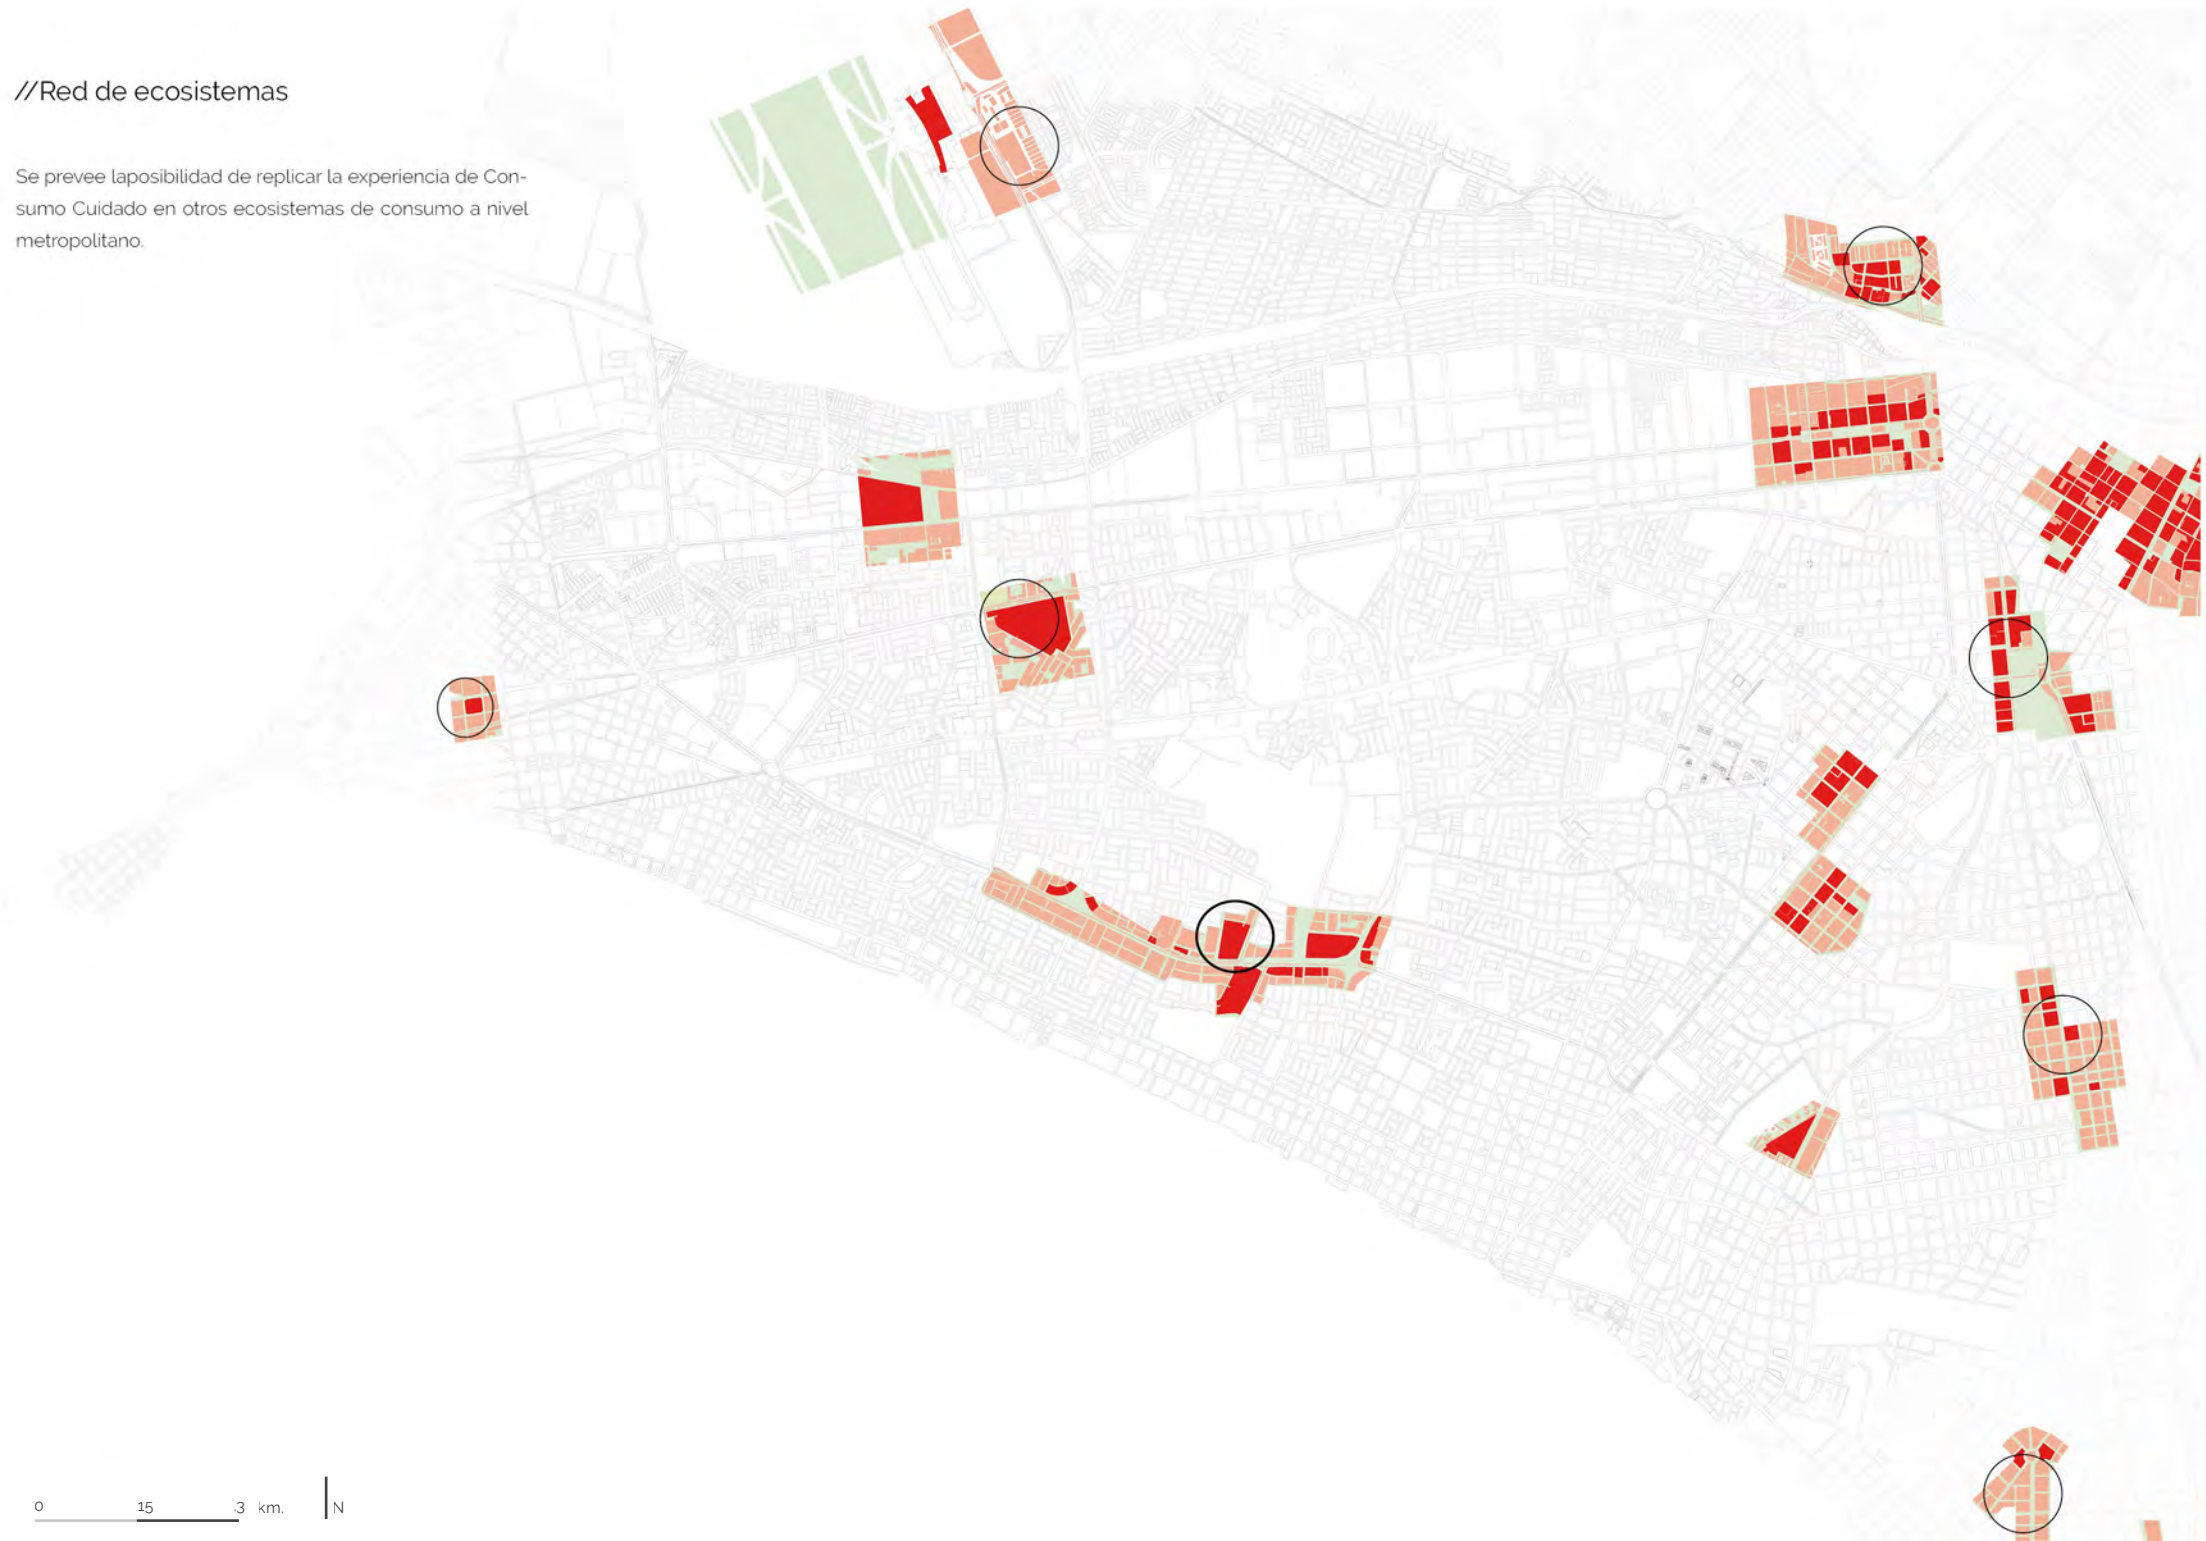 //Red de ecosistemas
Se prevee laposibilidad de replicar la experiencia de Con-
sumo Cuidado en otros ecosistemas de consumo a nivel
metropolitano.
0 15 .3 km. N